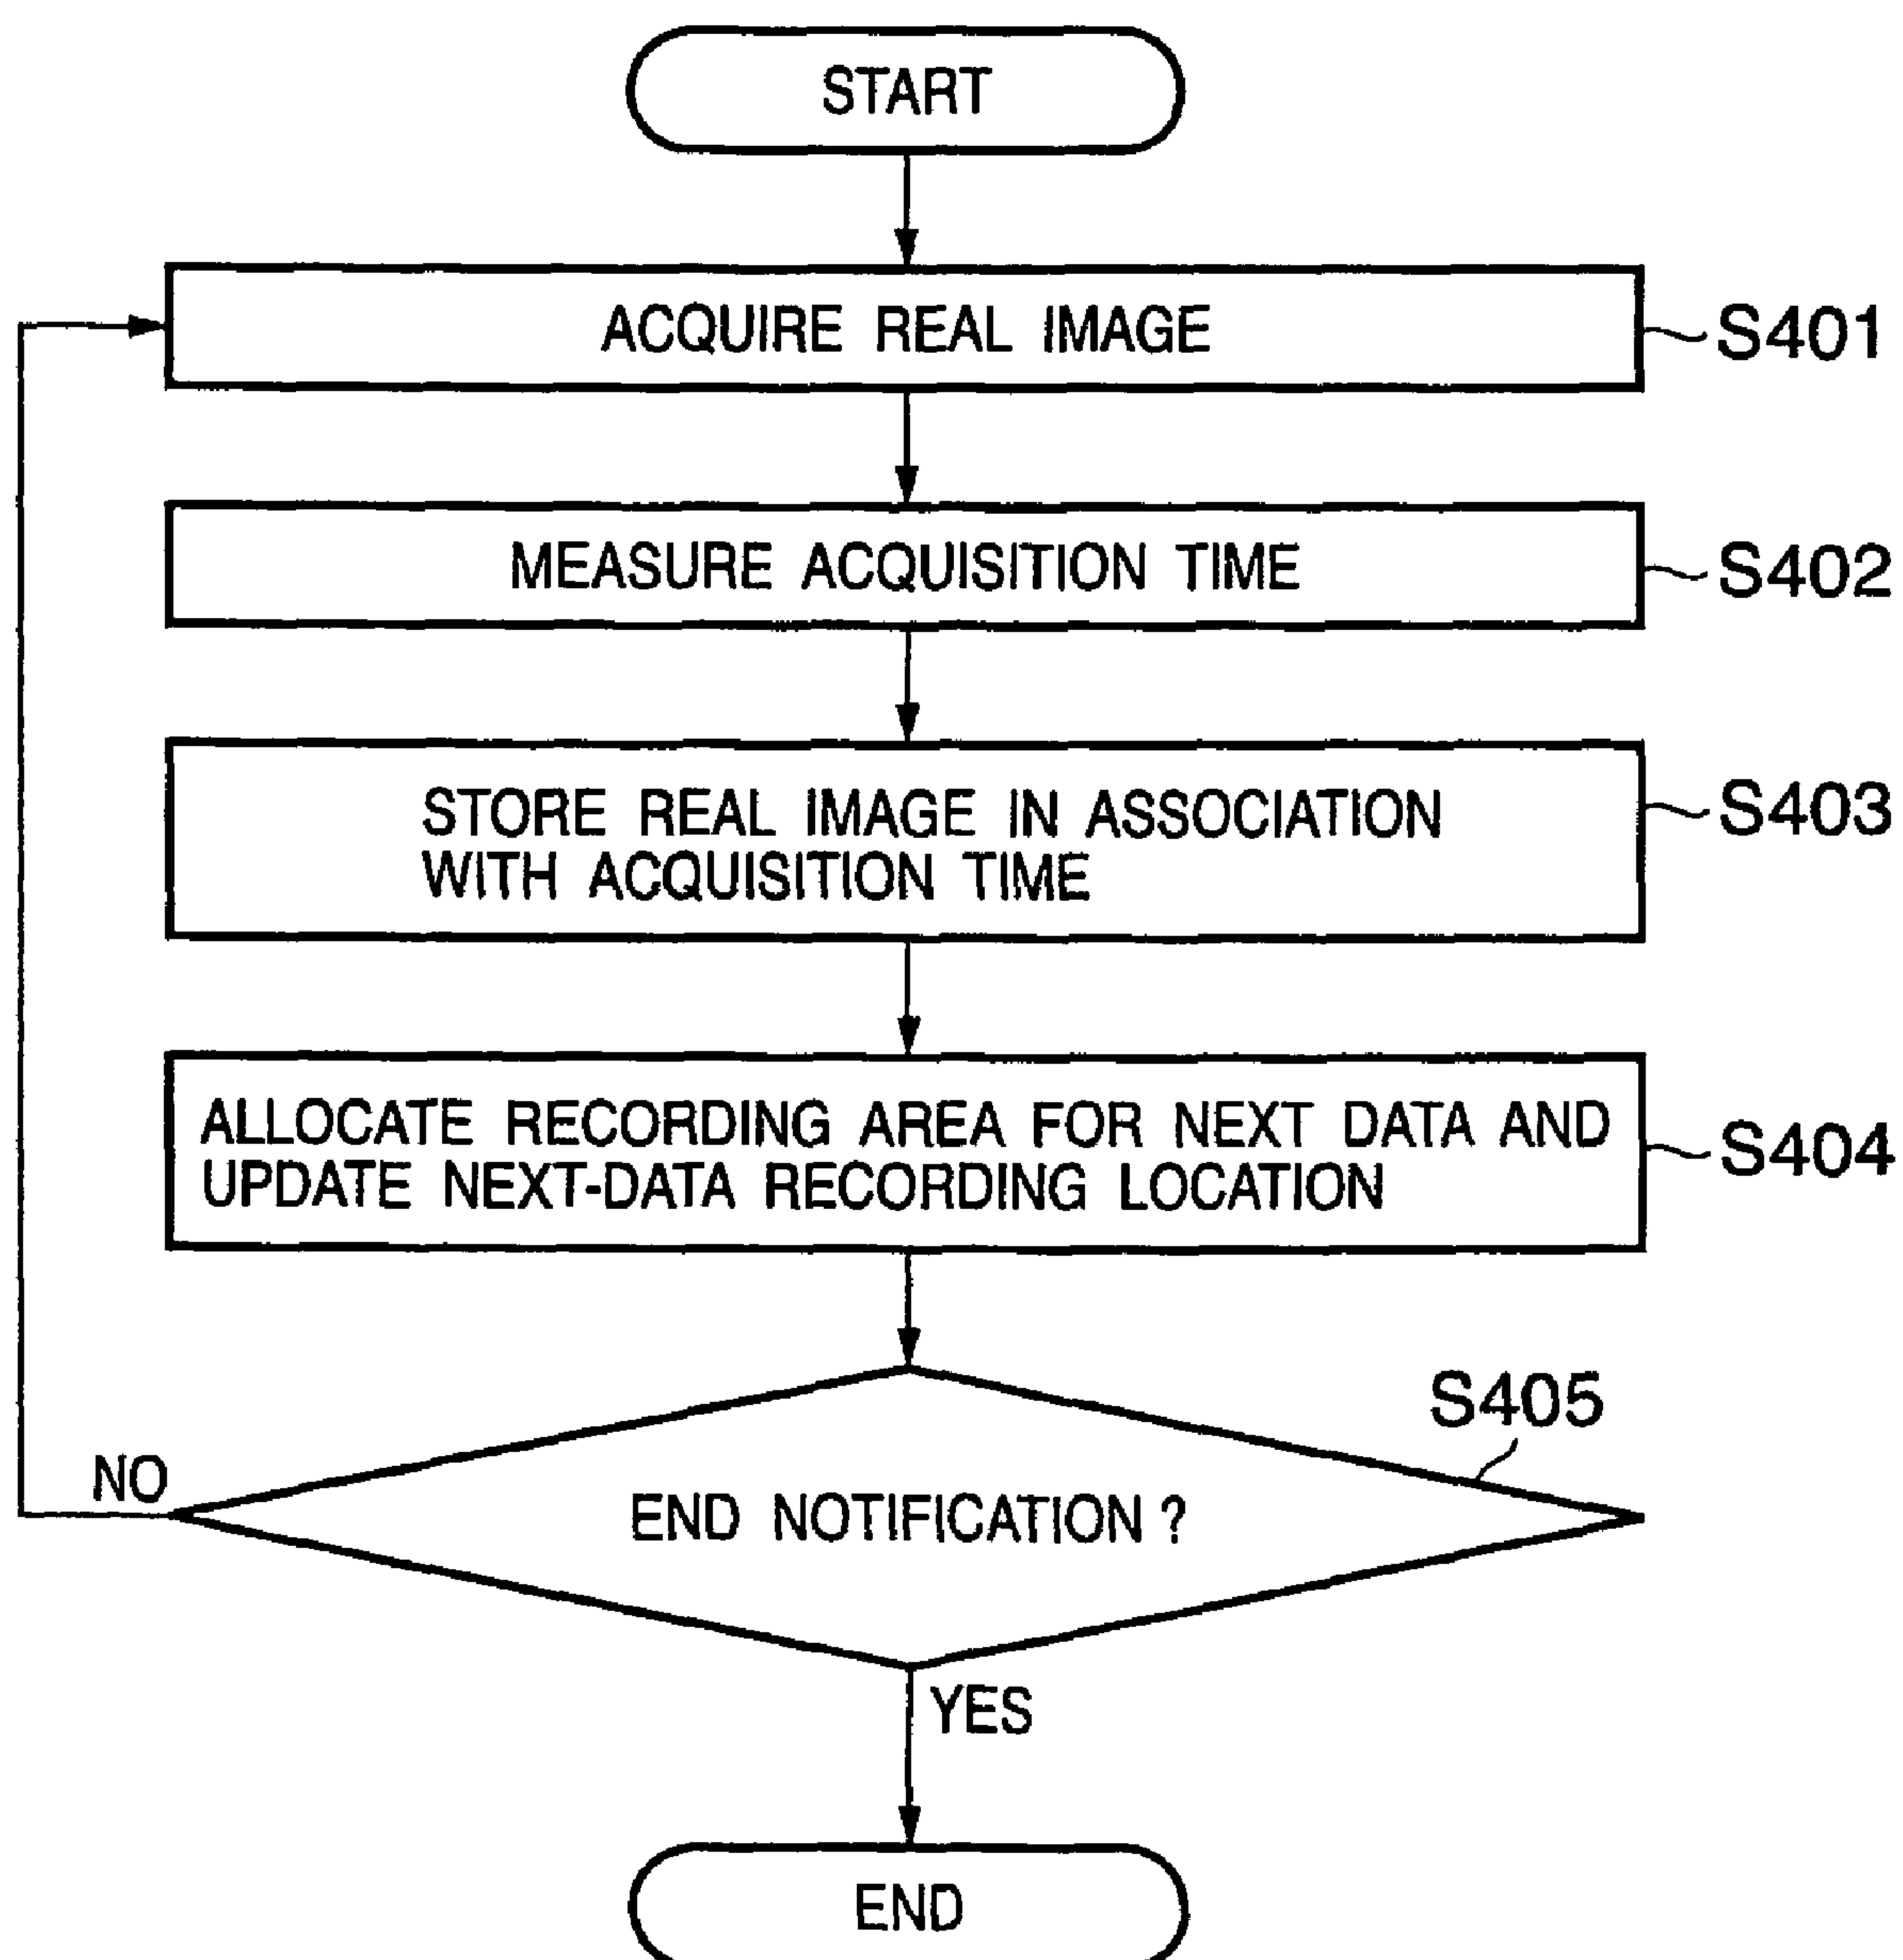 START
ACQUIRE REAL IMAGE
S401
MEASURE ACQUISITION TIME
S402
STORE REAL IMAGE IN ASSOCIATION
WITH ACQUISITION TIME
S403
ALLOCATE RECORDING AREA FOR NEXT DATA AND
UPDATE NEXT-DATA RECORDING LOCATION
S404
S405
NO
END NOTIFICATION ?
YES
END